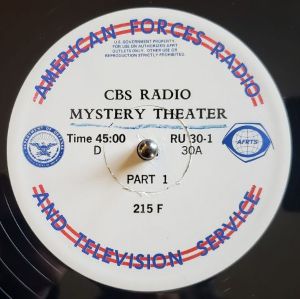 AMERICAN FORCES RADIO
U.S. GOVERNMENT PROPERTY.
FOR USE ON AUTHORIZED AFRT
OUTLETS ONLY. OTHER USE OR
REPRODUCTION STRICTLY PROHIBITED.
CBS RADIO
MYSTERY THEATER
Time 45:00 RU 30-1
D 30A
AFRTS
PART 1
215 F
AND TELEVISION SERVICE